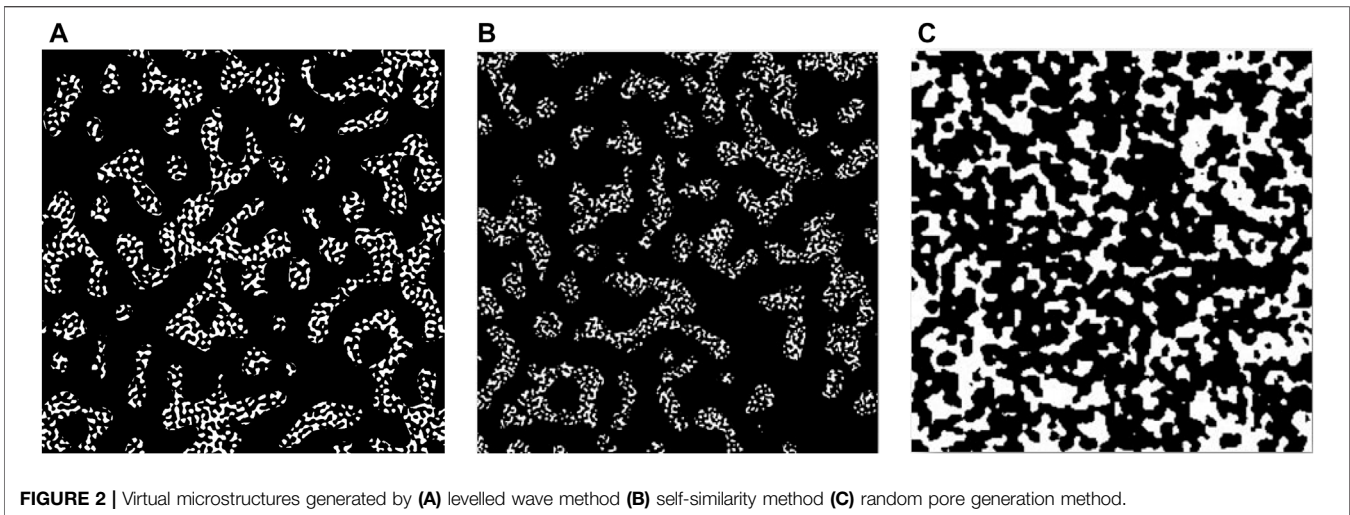 A
B
C
FIGURE 2 | Virtual microstructures generated by (A) levelled wave method (B) self-similarity method (C) random pore generation method.